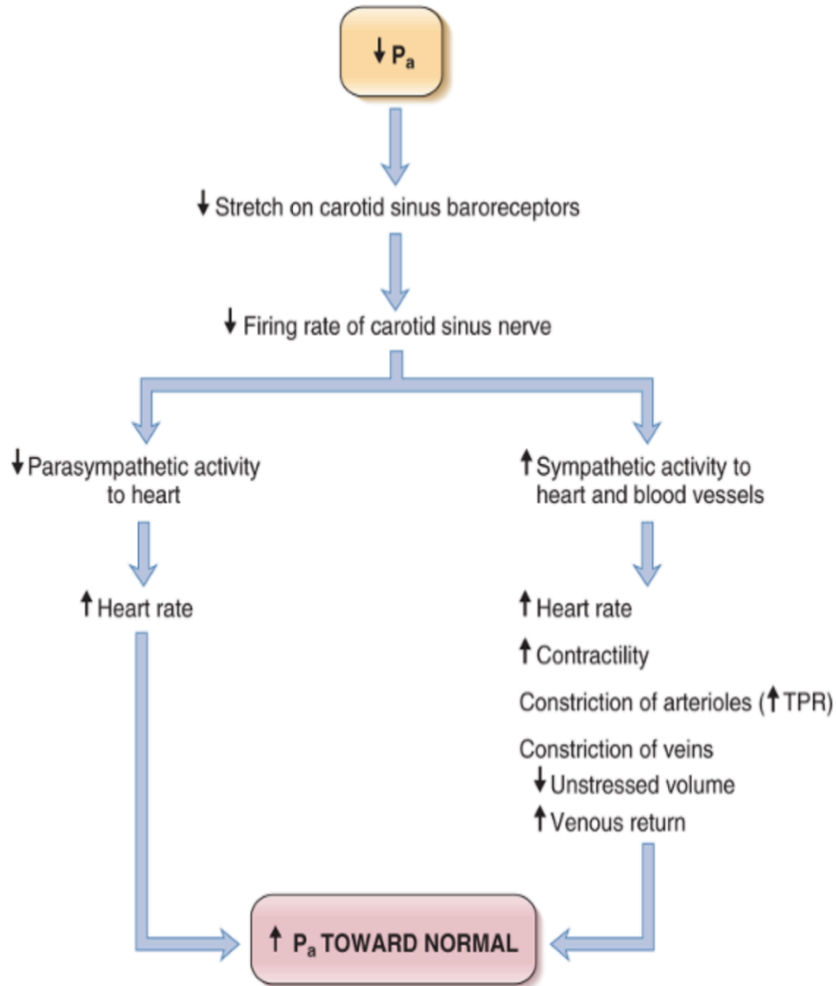 ↓ Pa
↓ Stretch on carotid sinus baroreceptors
↓ Firing rate of carotid sinus nerve
↓ Parasympathetic activity
to heart
↑ Heart rate
↑ Sympathetic activity to
heart and blood vessels
↑ Heart rate
↑ Contractility
Constriction of arterioles (↑ TPR)
Constriction of veins
↓ Unstressed volume
↑ Venous return
↑ Pa TOWARD NORMAL